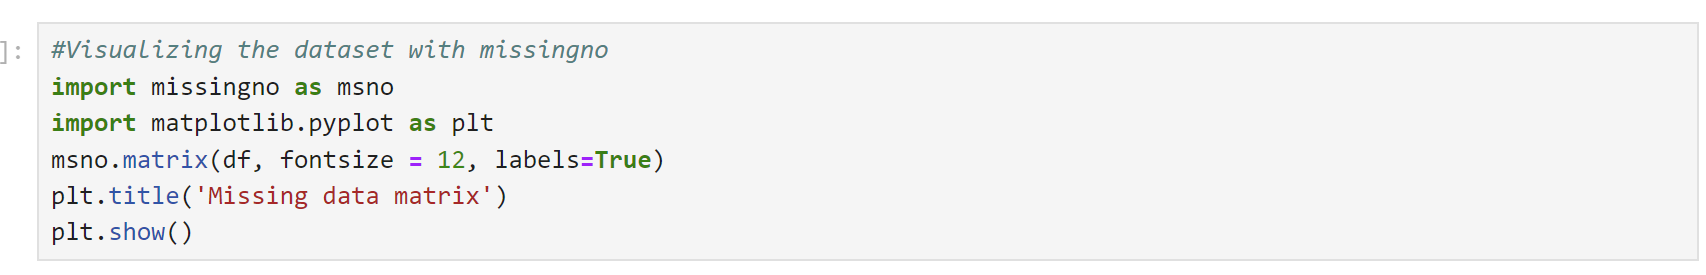 ]:
#Visualizing the dataset with missingno
import missingno as msno
import matplotlib.pyplot as plt
msno.matrix(df, fontsize = 12, labels=True)
plt.title('Missing data matrix')
plt.show()